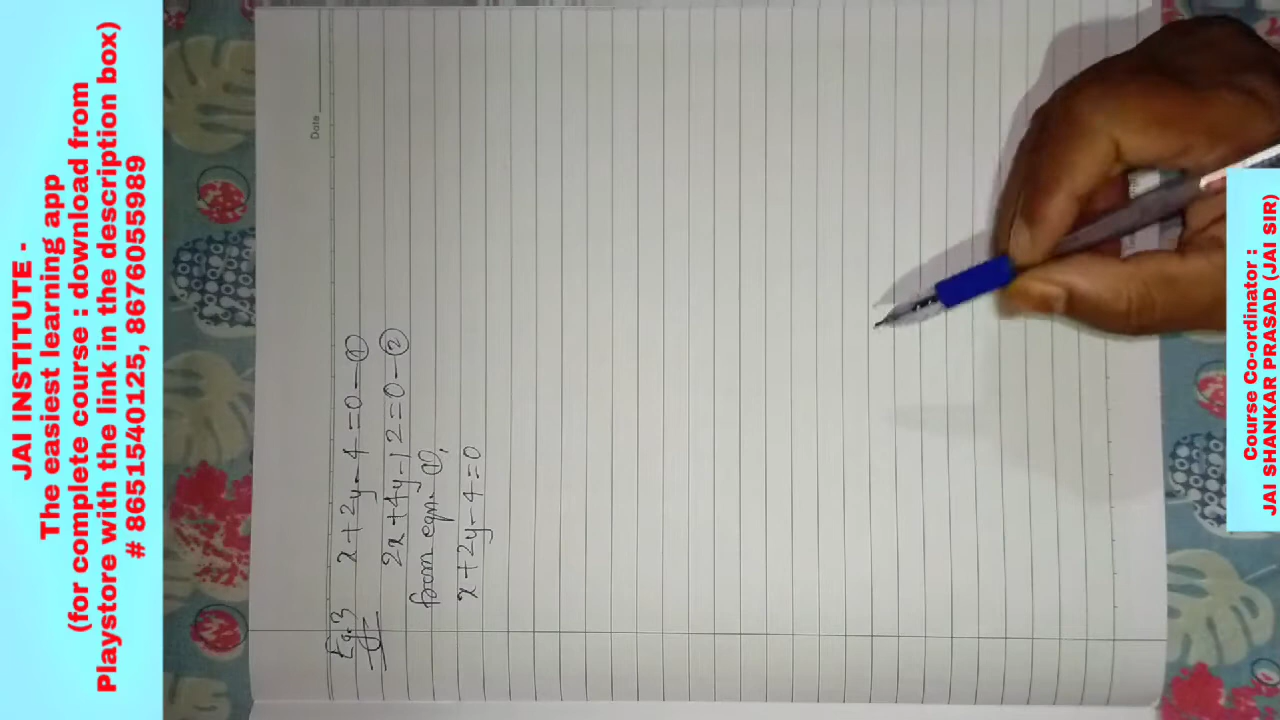 JAI INSTITUTE -
The easiest learning app
(for complete course : download from
Playstore with the link in the description box)
# 8651540125, 8676055989
Date
Eg. 3 x + 2y - 4 = 0 - ①
2x + 4y - 12 = 0 - ②
from eqn ①,
x + 2y - 4 = 0
Course Co-ordinator :
JAI SHANKAR PRASAD (JAI SIR)